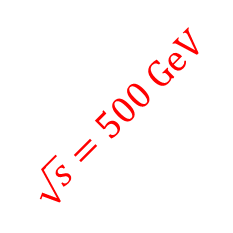 √s = 500 GeV